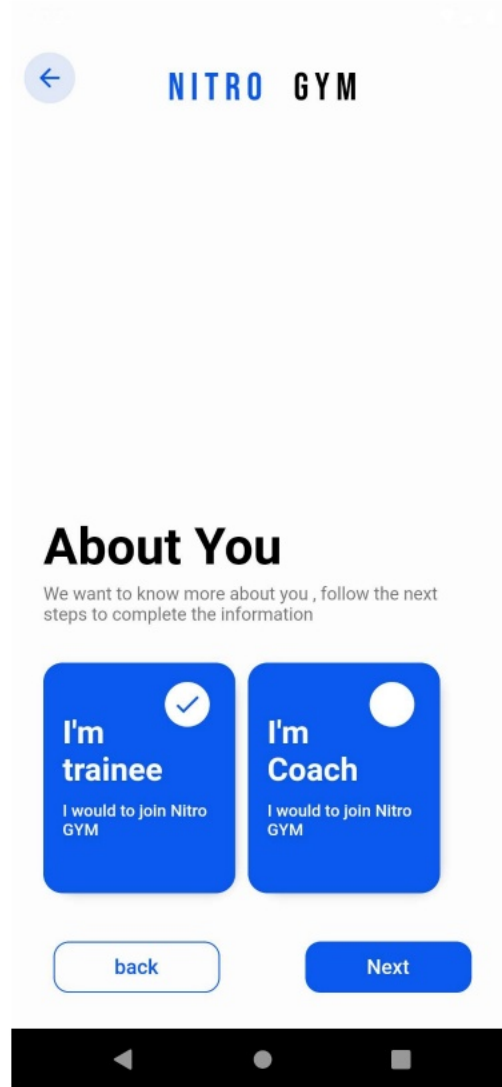 NITRO GYM
About You
We want to know more about you , follow the next
steps to complete the information
I'm
trainee
I would to join Nitro
GYM
I'm
Coach
I would to join Nitro
GYM
back
Next